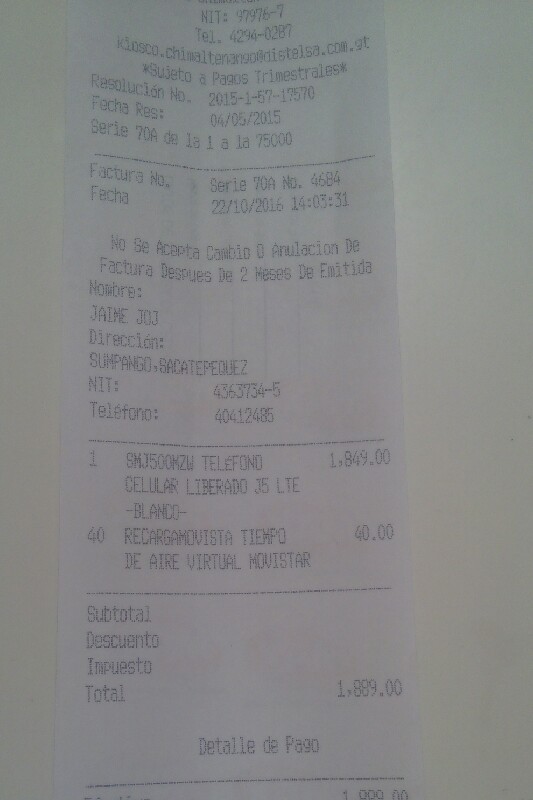 NIT: 97976-7
Tel. 4294-0287
kiosco.chimaltenango@distelsa.com.gt
*Sujeto a Pagos Trimestrales*
Resolución No. 2015-1-57-17570
Fecha Res: 04/05/2015
Serie 70A de la 1 a la 75000
Factura No. Serie 70A No. 4684
Fecha 22/10/2016 14:03:31
No Se Acepta Cambio O Anulacion De
Factura Despues De 2 Meses De Emitida
Nombre:
JAIME JOJ
Dirección:
SUMPANGO,SACATEPEQUEZ
NIT: 4363734-5
Teléfono: 40412485
1 SMJ500MZW TELéFONO 1,849.00
CELULAR LIBERADO J5 LTE
-BLANCO-
40 RECARGAMOVISTA TIEMPO 40.00
DE AIRE VIRTUAL MOVISTAR
Subtotal
Descuento
Impuesto
Total 1,889.00
Detalle de Pago